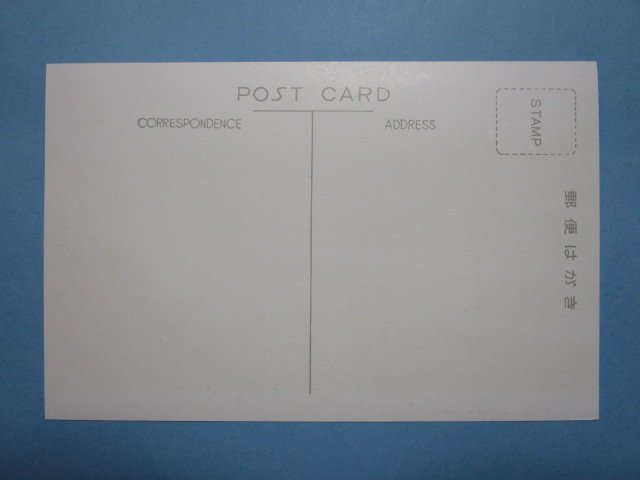 POST CARD
CORRESPONDENCE
ADDRESS
STAMP
郵便はがき